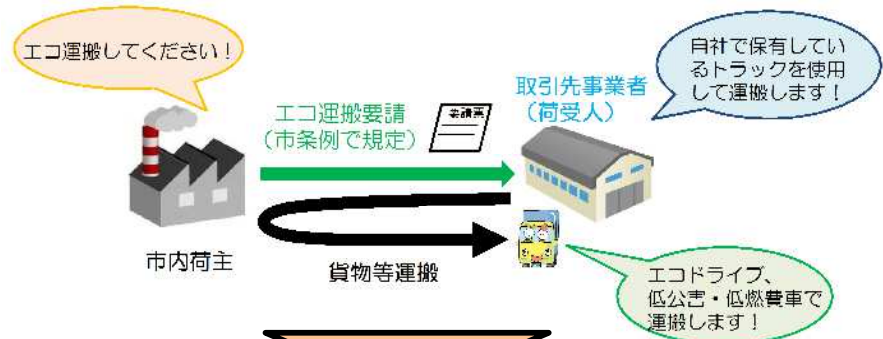 エコ運搬してください！
自社で保有してい
るトラックを使用
して運搬します！
取引先事業者
（荷受人）
エコ運搬要請
（市条例で規定）
要請票
市内荷主
貨物等運搬
エコドライブ、
低公害・低燃費車で
運搬します！